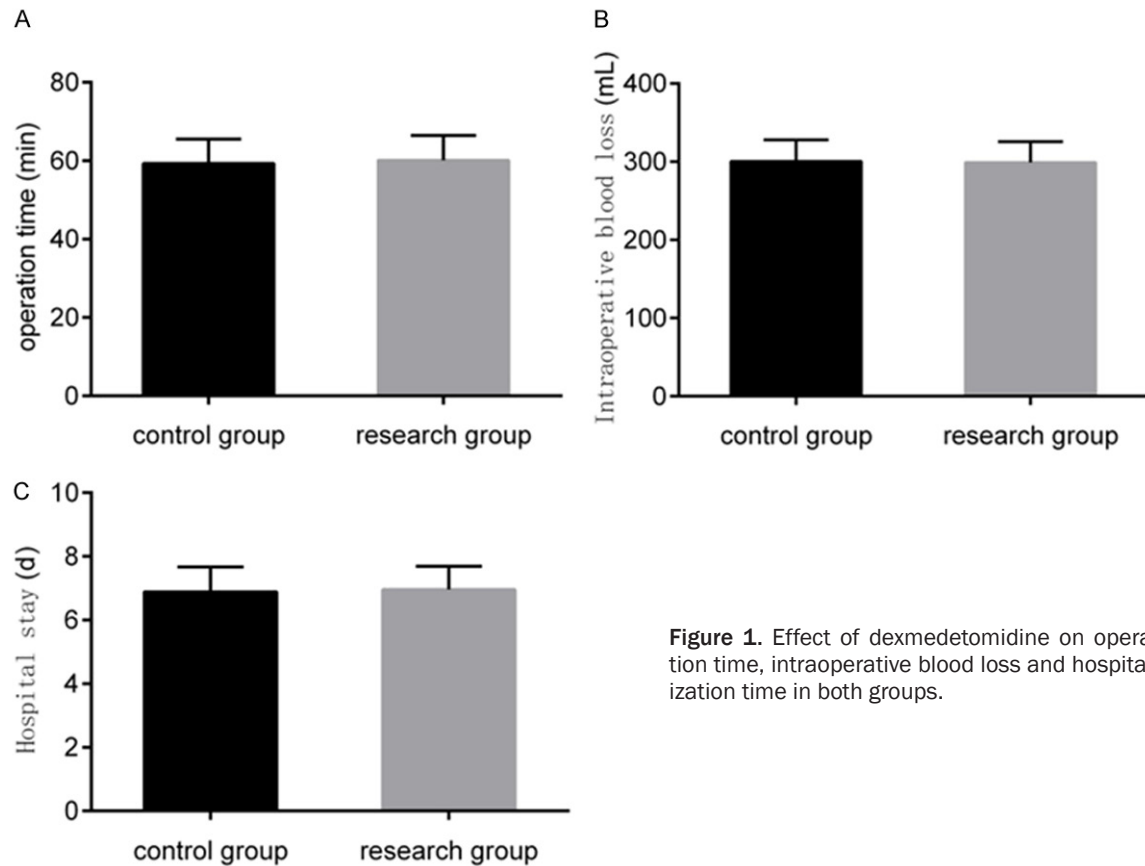 A
operation time (min)
80
60
40
20
0
control group
research group
B
Intraoperative blood loss (mL)
400
300
200
100
0
control group
research group
C
Hospital stay (d)
10
8
6
4
2
0
control group
research group
Figure 1. Effect of dexmedetomidine on opera-
tion time, intraoperative blood loss and hospital-
ization time in both groups.